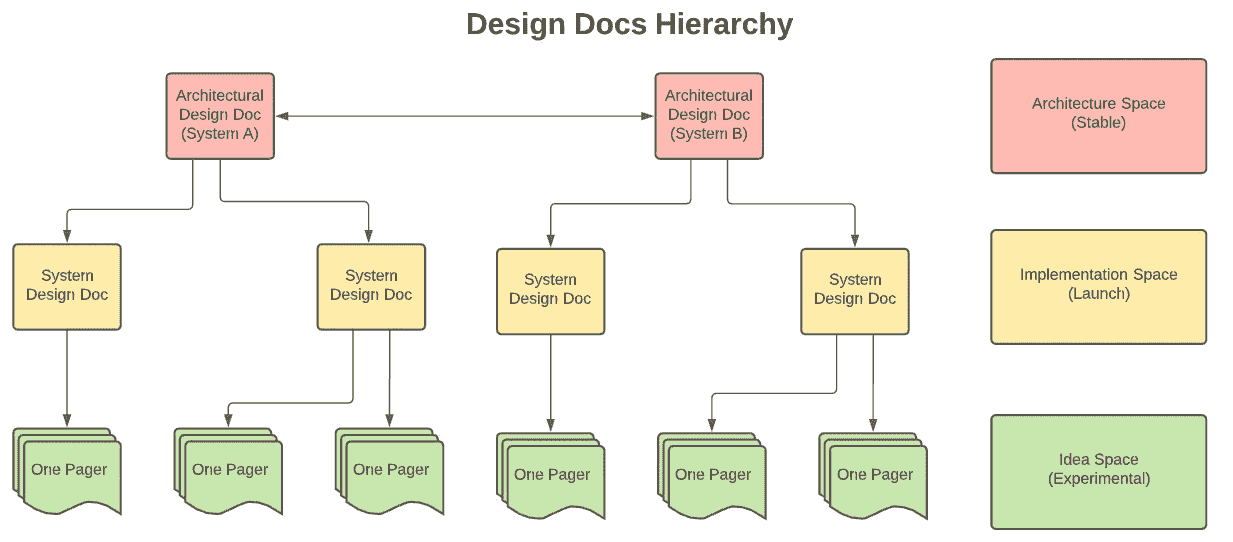 Design Docs Hierarchy
Architectural
Design Doc
(System A)
Architectural
Design Doc
(System B)
Architecture Space
(Stable)
System
Design Doc
System
Design Doc
System
Design Doc
System
Design Doc
Implementation Space
(Launch)
One Pager
One Pager
One Pager
One Pager
One Pager
One Pager
Idea Space
(Experimental)